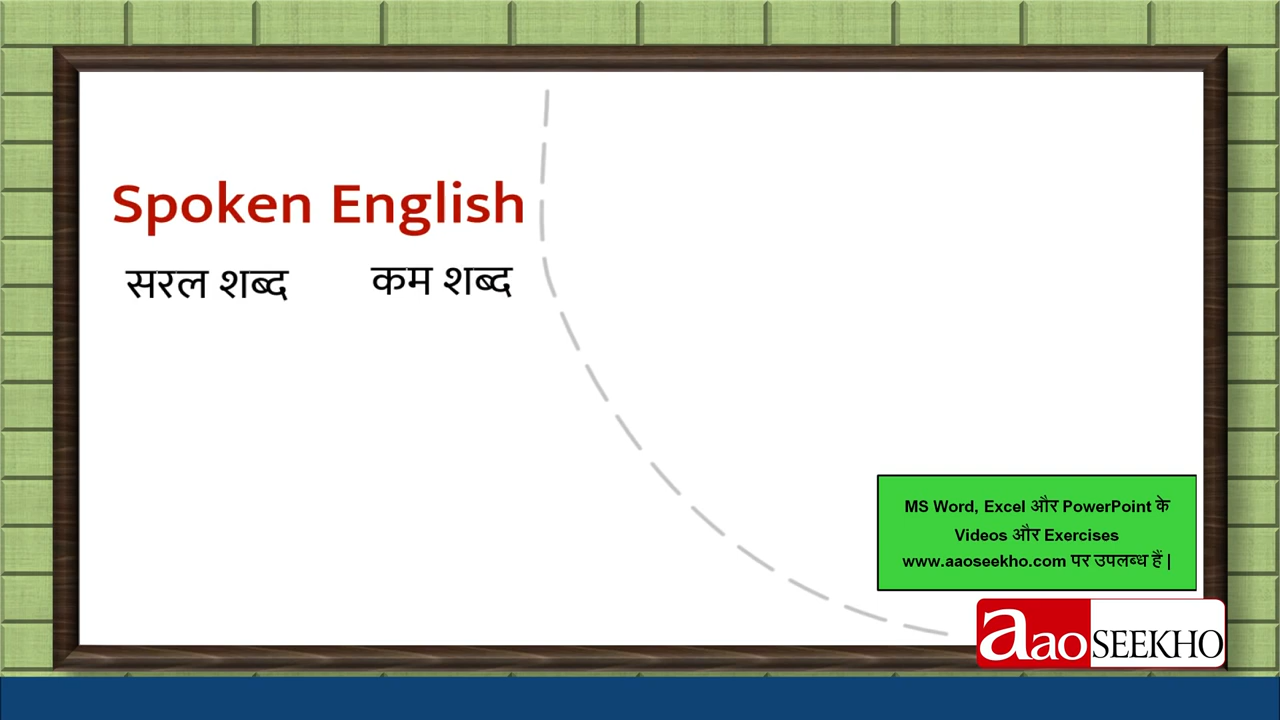 Spoken English
सरल शब्द कम शब्द
MS Word, Excel और PowerPoint के
Videos और Exercises
www.aaoseekho.com पर उपलब्ध हैं |
aaoSEEKHO